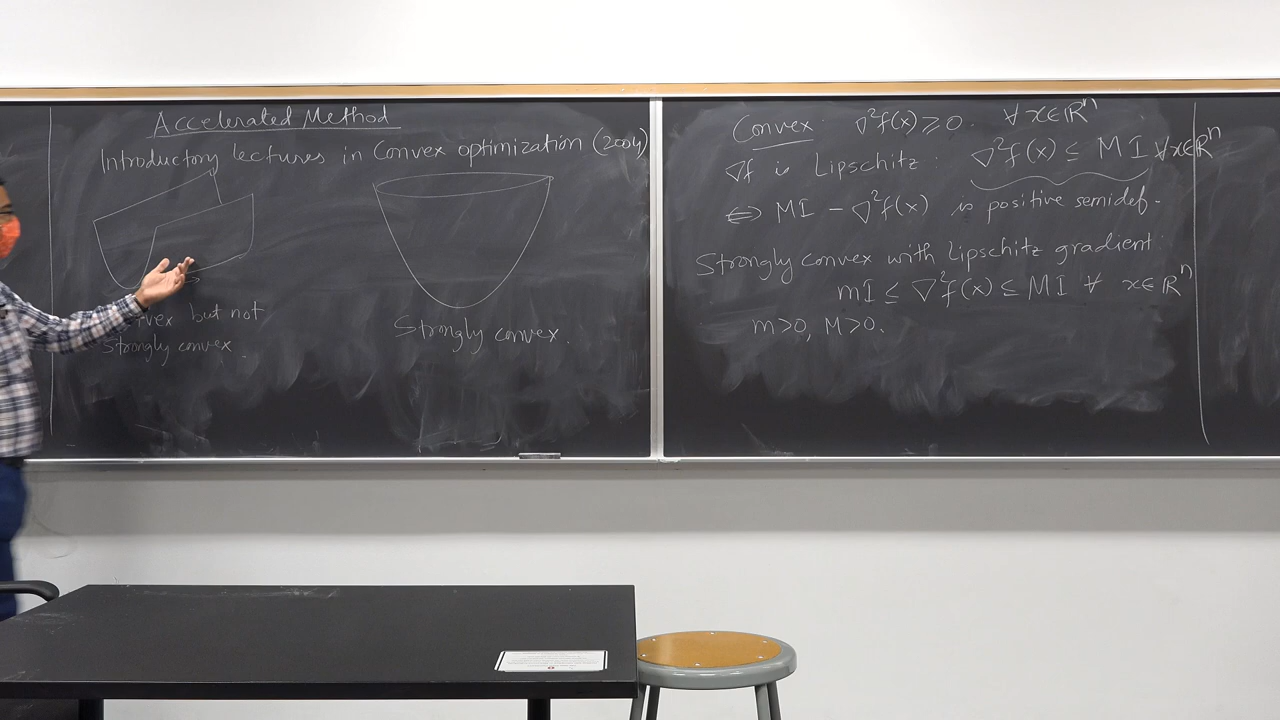 Accelerated Method
Introductory lectures in Convex optimization (2004)
but not
Strongly convex.
Strongly convex.
Convex: ∇²f(x) ≥ 0. ∀ x∈ℝⁿ
∇f is Lipschitz: ∇²f(x) ≤ MI ∀x∈ℝⁿ
⇔ MI − ∇²f(x) is positive semidef.
Strongly convex with Lipschitz gradient:
mI ≤ ∇²f(x) ≤ MI ∀ x∈ℝⁿ
m>0, M>0.